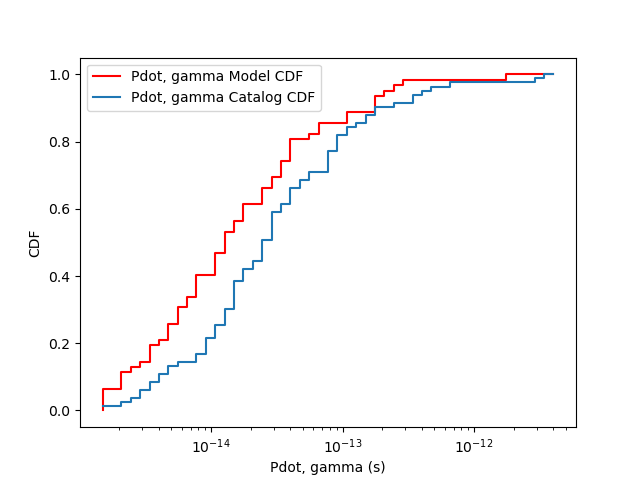 Pdot, gamma Model CDF
Pdot, gamma Catalog CDF
1.0
0.8
0.6
0.4
0.2
0.0
CDF
10⁻¹⁴
10⁻¹³
10⁻¹²
Pdot, gamma (s)